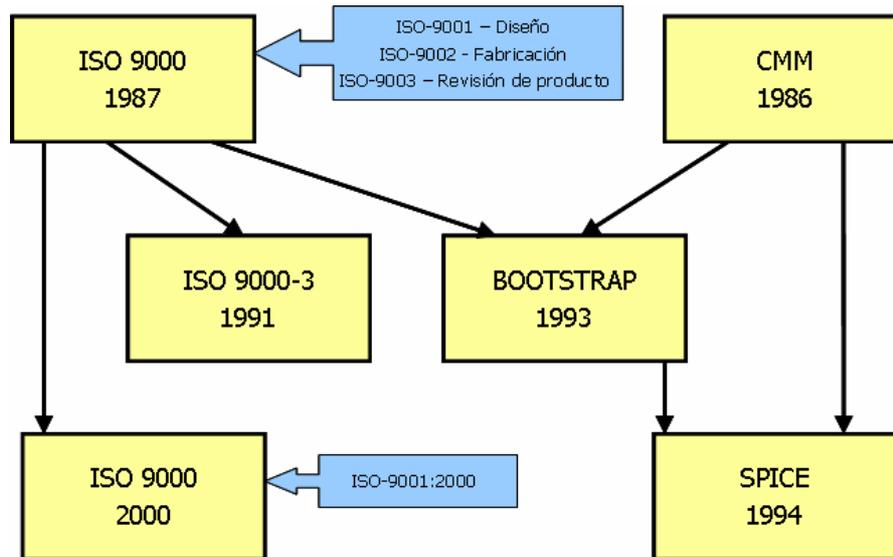 ISO 9000
1987
ISO-9001 – Diseño
ISO-9002 - Fabricación
ISO-9003 – Revisión de producto
CMM
1986
ISO 9000-3
1991
BOOTSTRAP
1993
ISO 9000
2000
ISO-9001:2000
SPICE
1994